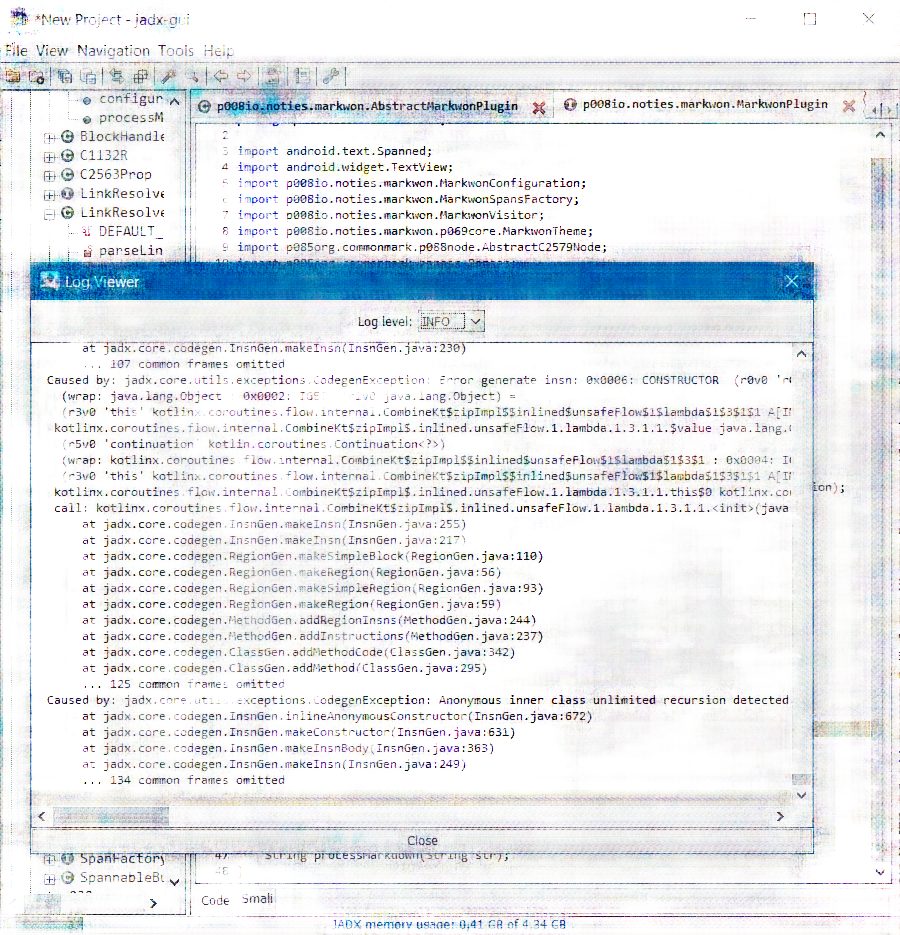 *New Project - jadx-gui
File View Navigation Tools Help
configur
processM
BlockHandle
C1132R
C2563Prop
LinkResolve
LinkResolve
DEFAULT_
parseLin
p008io.noties.markwon.AbstractMarkwonPlugin
p008io.noties.markwon.MarkwonPlugin
2
3 import android.text.Spanned;
4 import android.widget.TextView;
5 import p008io.noties.markwon.MarkwonConfiguration;
6 import p008io.noties.markwon.MarkwonSpansFactory;
7 import p008io.noties.markwon.MarkwonVisitor;
8 import p008io.noties.markwon.p069core.MarkwonTheme;
9 import p085org.commonmark.p088node.AbstractC2579Node;
Log Viewer
Log level: INFO
at jadx.core.codegen.InsnGen.makeInsn(InsnGen.java:230)
... 107 common frames omitted
Caused by: jadx.core.utils.exceptions.CodegenException: Error generate insn: 0x0006: CONSTRUCTOR (r0v0 'r
(wrap: java.lang.Object : 0x0002: IGET java.lang.Object) =
(r3v0 'this' kotlinx.coroutines.flow.internal.CombineKt$zipImpl$$inlined$unsafeFlow$1$lambda$1$3$1$1 A[IM
kotlinx.coroutines.flow.internal.CombineKt$zipImpl$.inlined.unsafeFlow.1.lambda.1.3.1.1.$value java.lang.
(r5v0 'continuation' kotlin.coroutines.Continuation<?>)
(wrap: kotlinx.coroutines flow.internal.CombineKt$zipImpl$$inlined$unsafeFlow$1$lambda$1$3$1 : 0x0004: IG
(r3v0 'this' kotlinx.coroutines.flow.internal.CombineKt$zipImpl$$inlined$unsafeFlow$1$lambda$1$3$1$1 A[IM
kotlinx.coroutines.flow.internal.CombineKt$zipImpl$.inlined.unsafeFlow.1.lambda.1.3.1.1.this$0 kotlinx.co
ion);
call: kotlinx.coroutines.flow.internal.CombineKt$zipImpl$.inlined.unsafeFlow.1.lambda.1.3.1.1.<init>(java
at jadx.core.codegen.InsnGen.makeInsn(InsnGen.java:255)
at jadx.core.codegen.InsnGen.makeInsn(InsnGen.java:217)
at jadx.core.codegen.RegionGen.makeSimpleBlock(RegionGen.java:110)
at jadx.core.codegen.RegionGen.makeRegion(RegionGen.java:56)
at jadx.core.codegen.RegionGen.makeSimpleRegion(RegionGen.java:93)
at jadx.core.codegen.RegionGen.makeRegion(RegionGen.java:59)
at jadx.core.codegen.MethodGen.addRegionInsns(MethodGen.java:244)
at jadx.core.codegen.MethodGen.addInstructions(MethodGen.java:237)
at jadx.core.codegen.ClassGen.addMethodCode(ClassGen.java:342)
at jadx.core.codegen.ClassGen.addMethod(ClassGen.java:295)
... 125 common frames omitted
Caused by: jadx.core.utils.exceptions.CodegenException: Anonymous inner class unlimited recursion detected
at jadx.core.codegen.InsnGen.inlineAnonymousConstructor(InsnGen.java:672)
at jadx.core.codegen.InsnGen.makeConstructor(InsnGen.java:631)
at jadx.core.codegen.InsnGen.makeInsnBody(InsnGen.java:363)
at jadx.core.codegen.InsnGen.makeInsn(InsnGen.java:249)
... 134 common frames omitted
Close
SpanFactory
SpannableBu
47 String processMarkdown(String str);
48
Code Smali
JADX memory usage: 0,41 GB of 4,34 GB